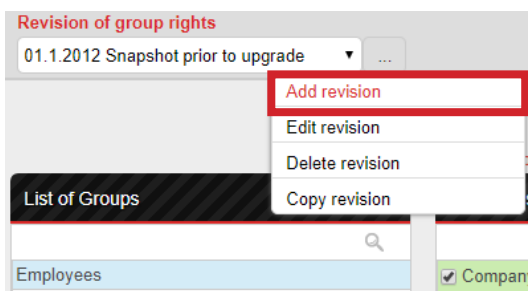 Revision of group rights
01.1.2012 Snapshot prior to upgrade
...
Add revision
Edit revision
Delete revision
Copy revision
List of Groups
Employees